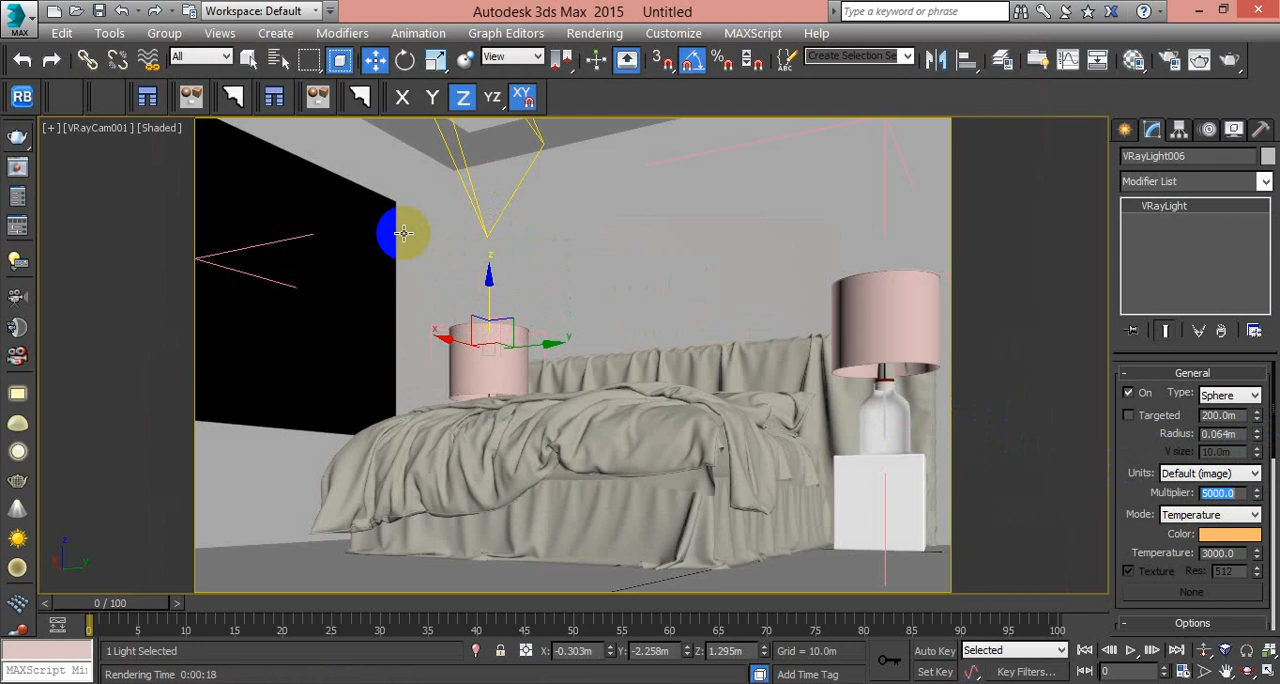 MAX
Workspace: Default
Autodesk 3ds Max 2015 Untitled
Type a keyword or phrase
Edit Tools Group Views Create Modifiers Animation Graph Editors Rendering Customize MAXScript Help
All
View
3
Create Selection Se
RB
X Y Z YZ XY
[+] [VRayCam001] [Shaded]
VRayLight006
Modifier List
VRayLight
z
x
y
General
On Type: Sphere
Targeted 200.0m
Radius: 0.064m
V size: 10.0m
Units: Default (image)
Multiplier: 5000.0
Mode: Temperature
Color:
Temperature: 3000.0
Texture Res: 512
None
Options
z
x
y
0 / 100
0 5 10 15 20 25 30 35 40 45 50 55 60 65 70 75 80 85 90 95 100
1 Light Selected
X: -0.303m Y: -2.258m Z: 1.295m
Grid = 10.0m
Auto Key Selected
MAXScript Mi
Rendering Time 0:00:18
Add Time Tag
Set Key
Key Filters...
0